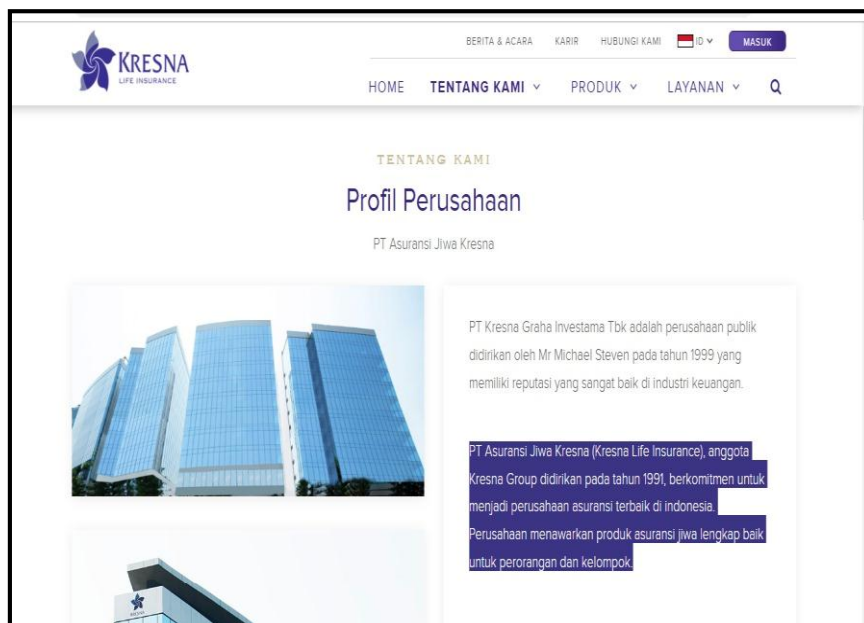 BERITA & ACARA KARIR HUBUNGI KAMI ID MASUK
KRESNA
LIFE INSURANCE
HOME TENTANG KAMI PRODUK LAYANAN
TENTANG KAMI
Profil Perusahaan
PT Asuransi Jiwa Kresna
PT Kresna Graha Investama Tbk adalah perusahaan publik
didirikan oleh Mr Michael Steven pada tahun 1999 yang
memiliki reputasi yang sangat baik di industri keuangan.
PT Asuransi Jiwa Kresna (Kresna Life Insurance), anggota
Kresna Group didirikan pada tahun 1991, berkomitmen untuk
menjadi perusahaan asuransi terbaik di indonesia.
Perusahaan menawarkan produk asuransi jiwa lengkap baik
untuk perorangan dan kelompok.
KRESNA